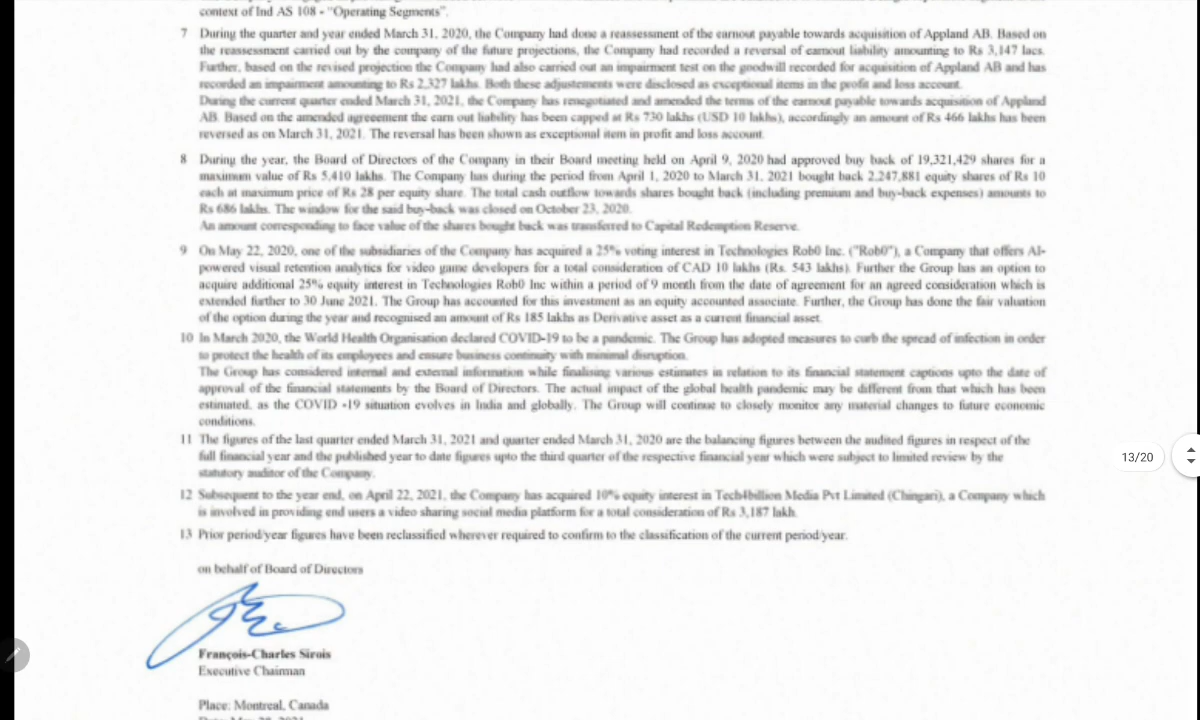 context of Ind AS 108 - "Operating Segments".
7 During the quarter and year ended March 31, 2020, the Company had done a reassessment of the earnout payable towards acquisition of Appland AB. Based on
the reassessment carried out by the company of the future projections, the Company had recorded a reversal of earnout liability amounting to Rs 3,147 lacs.
Further, based on the revised projection the Company had also carried out an impairment test on the goodwill recorded for acquisition of Appland AB and has
recorded an impairment amounting to Rs 2,327 lakhs. Both these adjustements were disclosed as exceptional items in the profit and loss account.
During the current quarter ended March 31, 2021, the Company has renegotiated and amended the terms of the earnout payable towards acquisition of Appland
AB. Based on the amended agreeement the earn out liability has been capped at Rs 730 lakhs (USD 10 lakhs), accordingly an amount of Rs 466 lakhs has been
reversed as on March 31, 2021. The reversal has been shown as exceptional item in profit and loss account.
8 During the year, the Board of Directors of the Company in their Board meeting held on April 9, 2020 had approved buy back of 19,321,429 shares for a
maximum value of Rs 5,410 lakhs. The Company has during the period from April 1, 2020 to March 31, 2021 bought back 2,247,881 equity shares of Rs 10
each at maximum price of Rs 28 per equity share. The total cash outflow towards shares bought back (including premium and buy-back expenses) amounts to
Rs 686 lakhs. The window for the said buy-back was closed on October 23, 2020.
An amount corresponding to face value of the shares bought back was transferred to Capital Redemption Reserve.
9 On May 22, 2020, one of the subsidiaries of the Company has acquired a 25% voting interest in Technologies Rob0 Inc. ("Rob0"), a Company that offers AI-
powered visual retention analytics for video game developers for a total consideration of CAD 10 lakhs (Rs. 543 lakhs). Further the Group has an option to
acquire additional 25% equity interest in Technologies Rob0 Inc within a period of 9 month from the date of agreement for an agreed consideration which is
extended further to 30 June 2021. The Group has accounted for this investment as an equity accounted associate. Further, the Group has done the fair valuation
of the option during the year and recognised an amount of Rs 185 lakhs as Derivative asset as a current financial asset.
10 In March 2020, the World Health Organisation declared COVID-19 to be a pandemic. The Group has adopted measures to curb the spread of infection in order
to protect the health of its employees and ensure business continuity with minimal disruption.
The Group has considered internal and external information while finalising various estimates in relation to its financial statement captions upto the date of
approval of the financial statements by the Board of Directors. The actual impact of the global health pandemic may be different from that which has been
estimated, as the COVID -19 situation evolves in India and globally. The Group will continue to closely monitor any material changes to future economic
conditions.
11 The figures of the last quarter ended March 31, 2021 and quarter ended March 31, 2020 are the balancing figures between the audited figures in respect of the
full financial year and the published year to date figures upto the third quarter of the respective financial year which were subject to limited review by the
statutory auditor of the Company.
13/20
12 Subsequent to the year end, on April 22, 2021, the Company has acquired 10% equity interest in Tech4billion Media Pvt Limited (Chingari), a Company which
is involved in providing end users a video sharing social media platform for a total consideration of Rs 3,187 lakh.
13 Prior period/year figures have been reclassified wherever required to confirm to the classification of the current period/year.
on behalf of Board of Directors
François-Charles Sirois
Executive Chairman
Place: Montreal, Canada